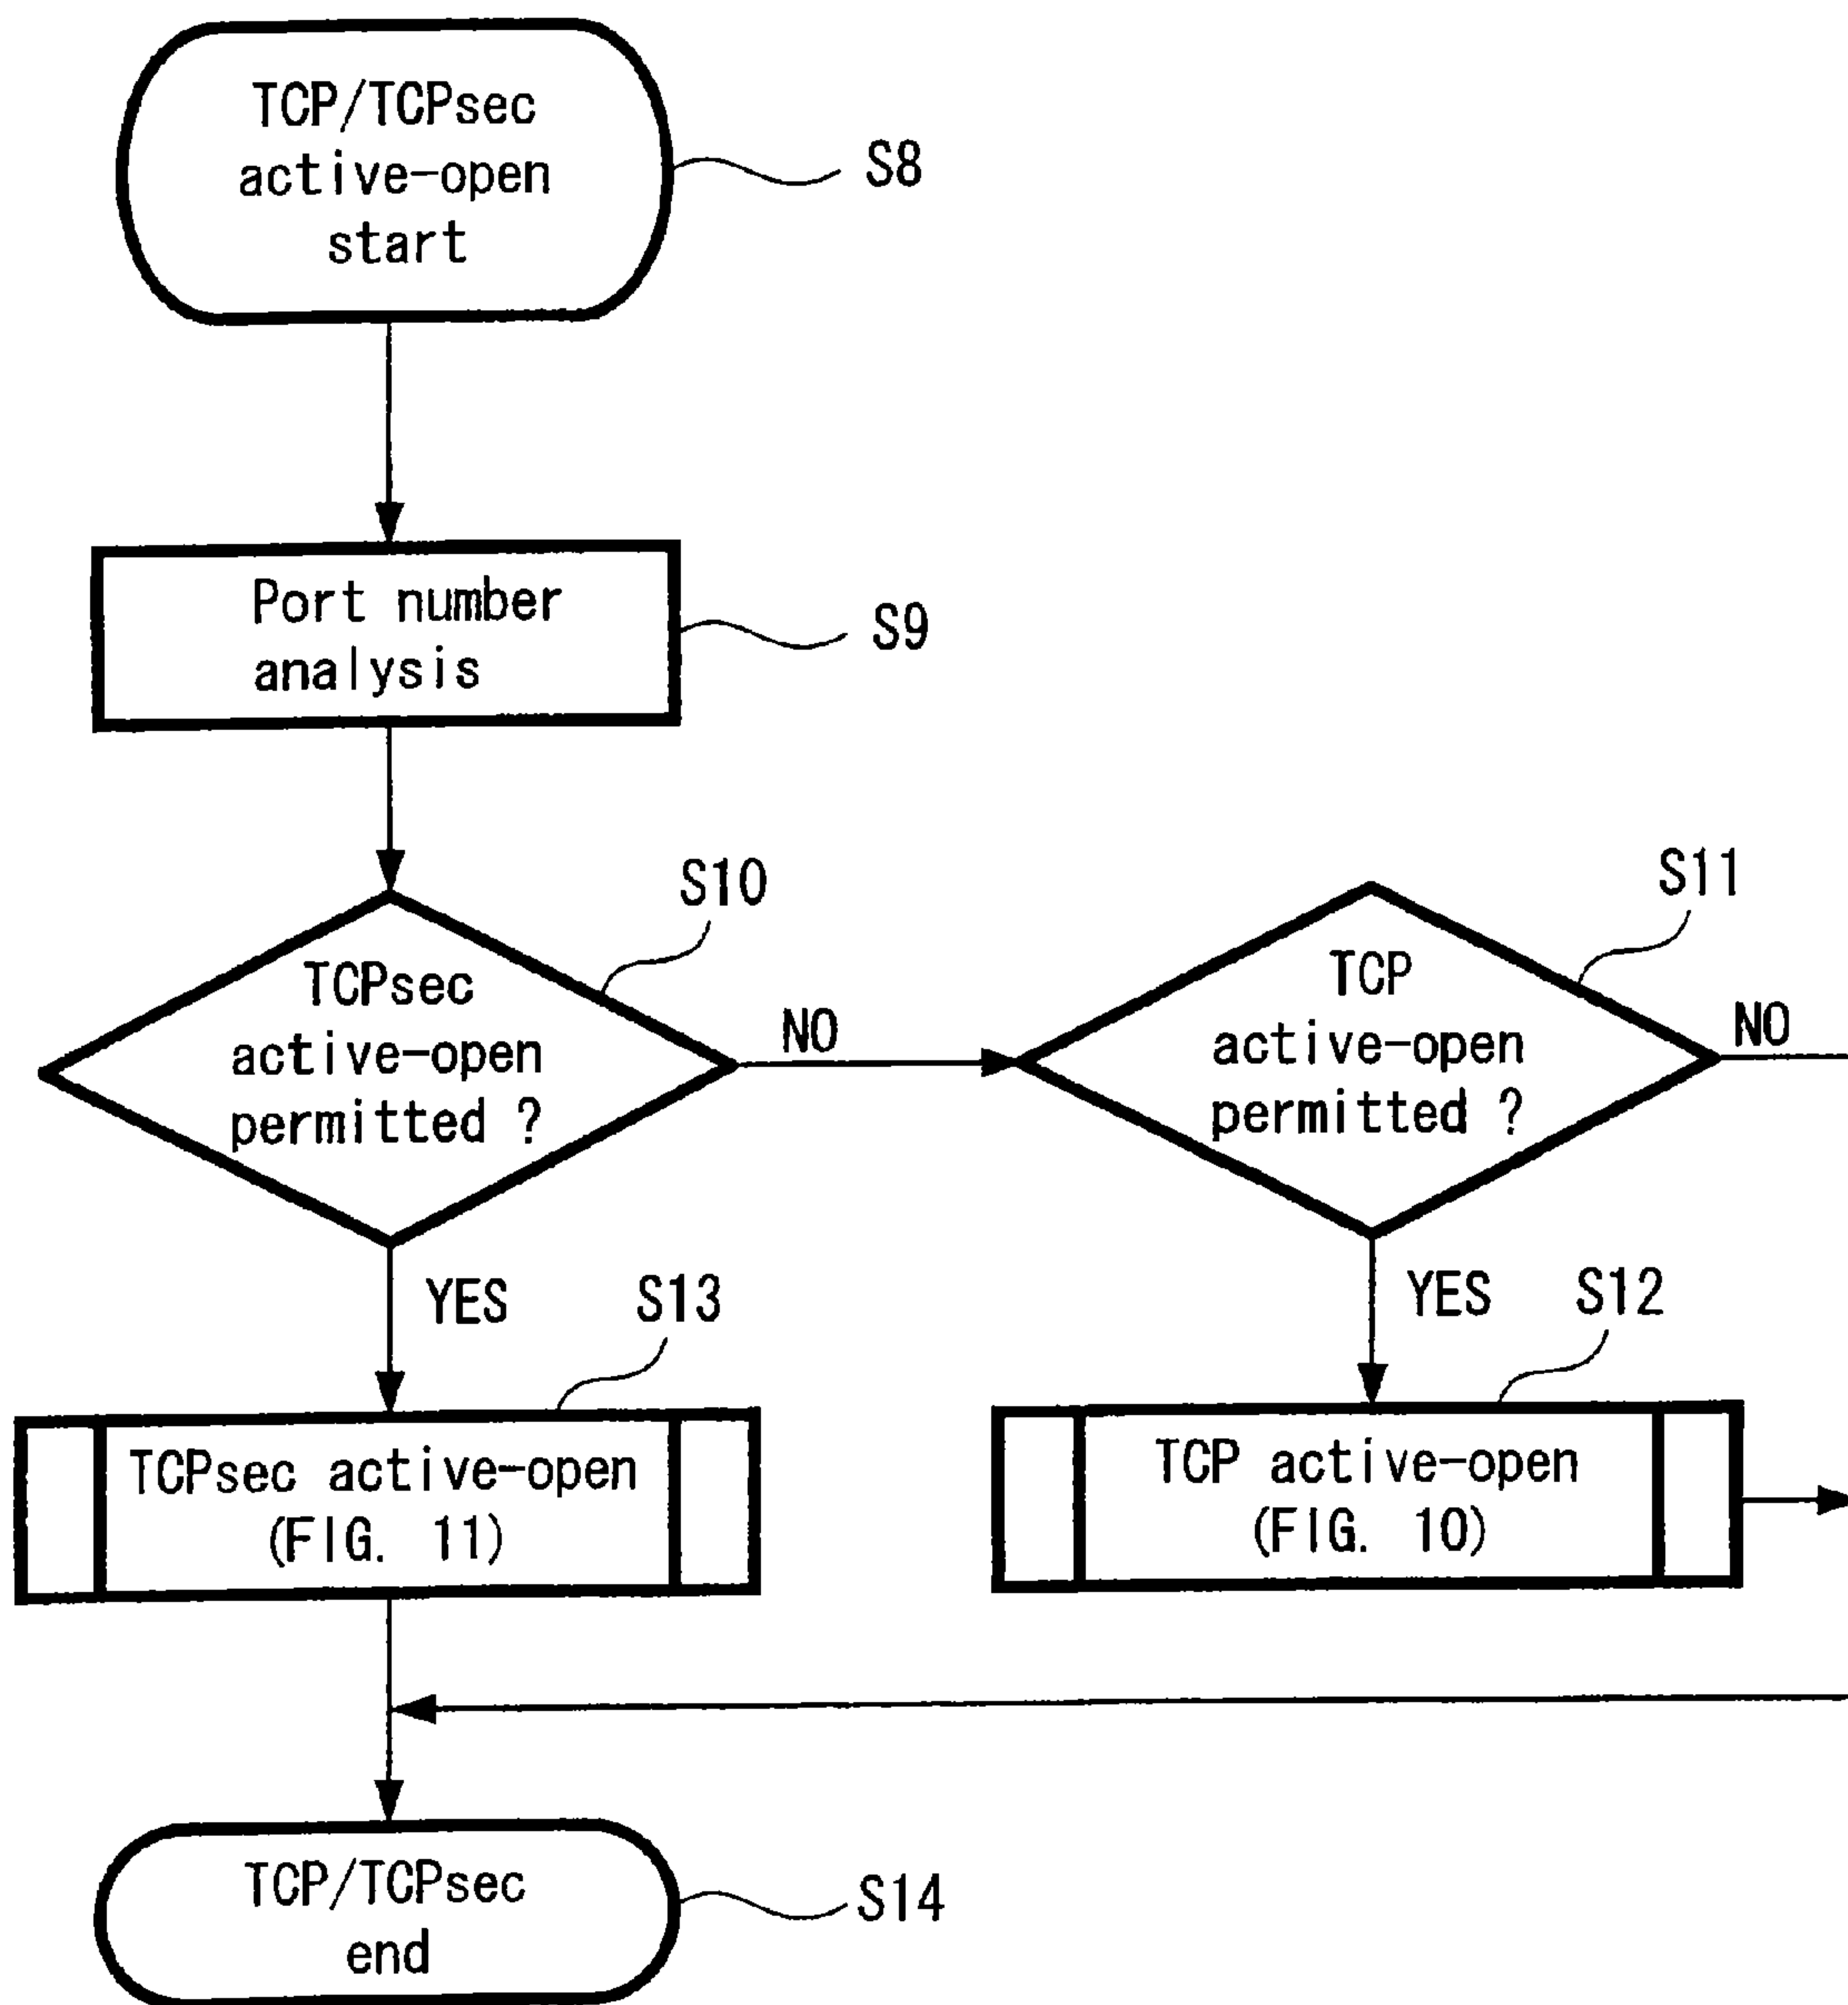 TCP/TCPsec
active-open
start
S8
Port number
analysis
S9
S10
TCPsec
active-open
permitted ?
NO
S11
TCP
active-open
permitted ?
NO
YES
S13
YES
S12
TCPsec active-open
(FIG. 11)
TCP active-open
(FIG. 10)
TCP/TCPsec
end
S14